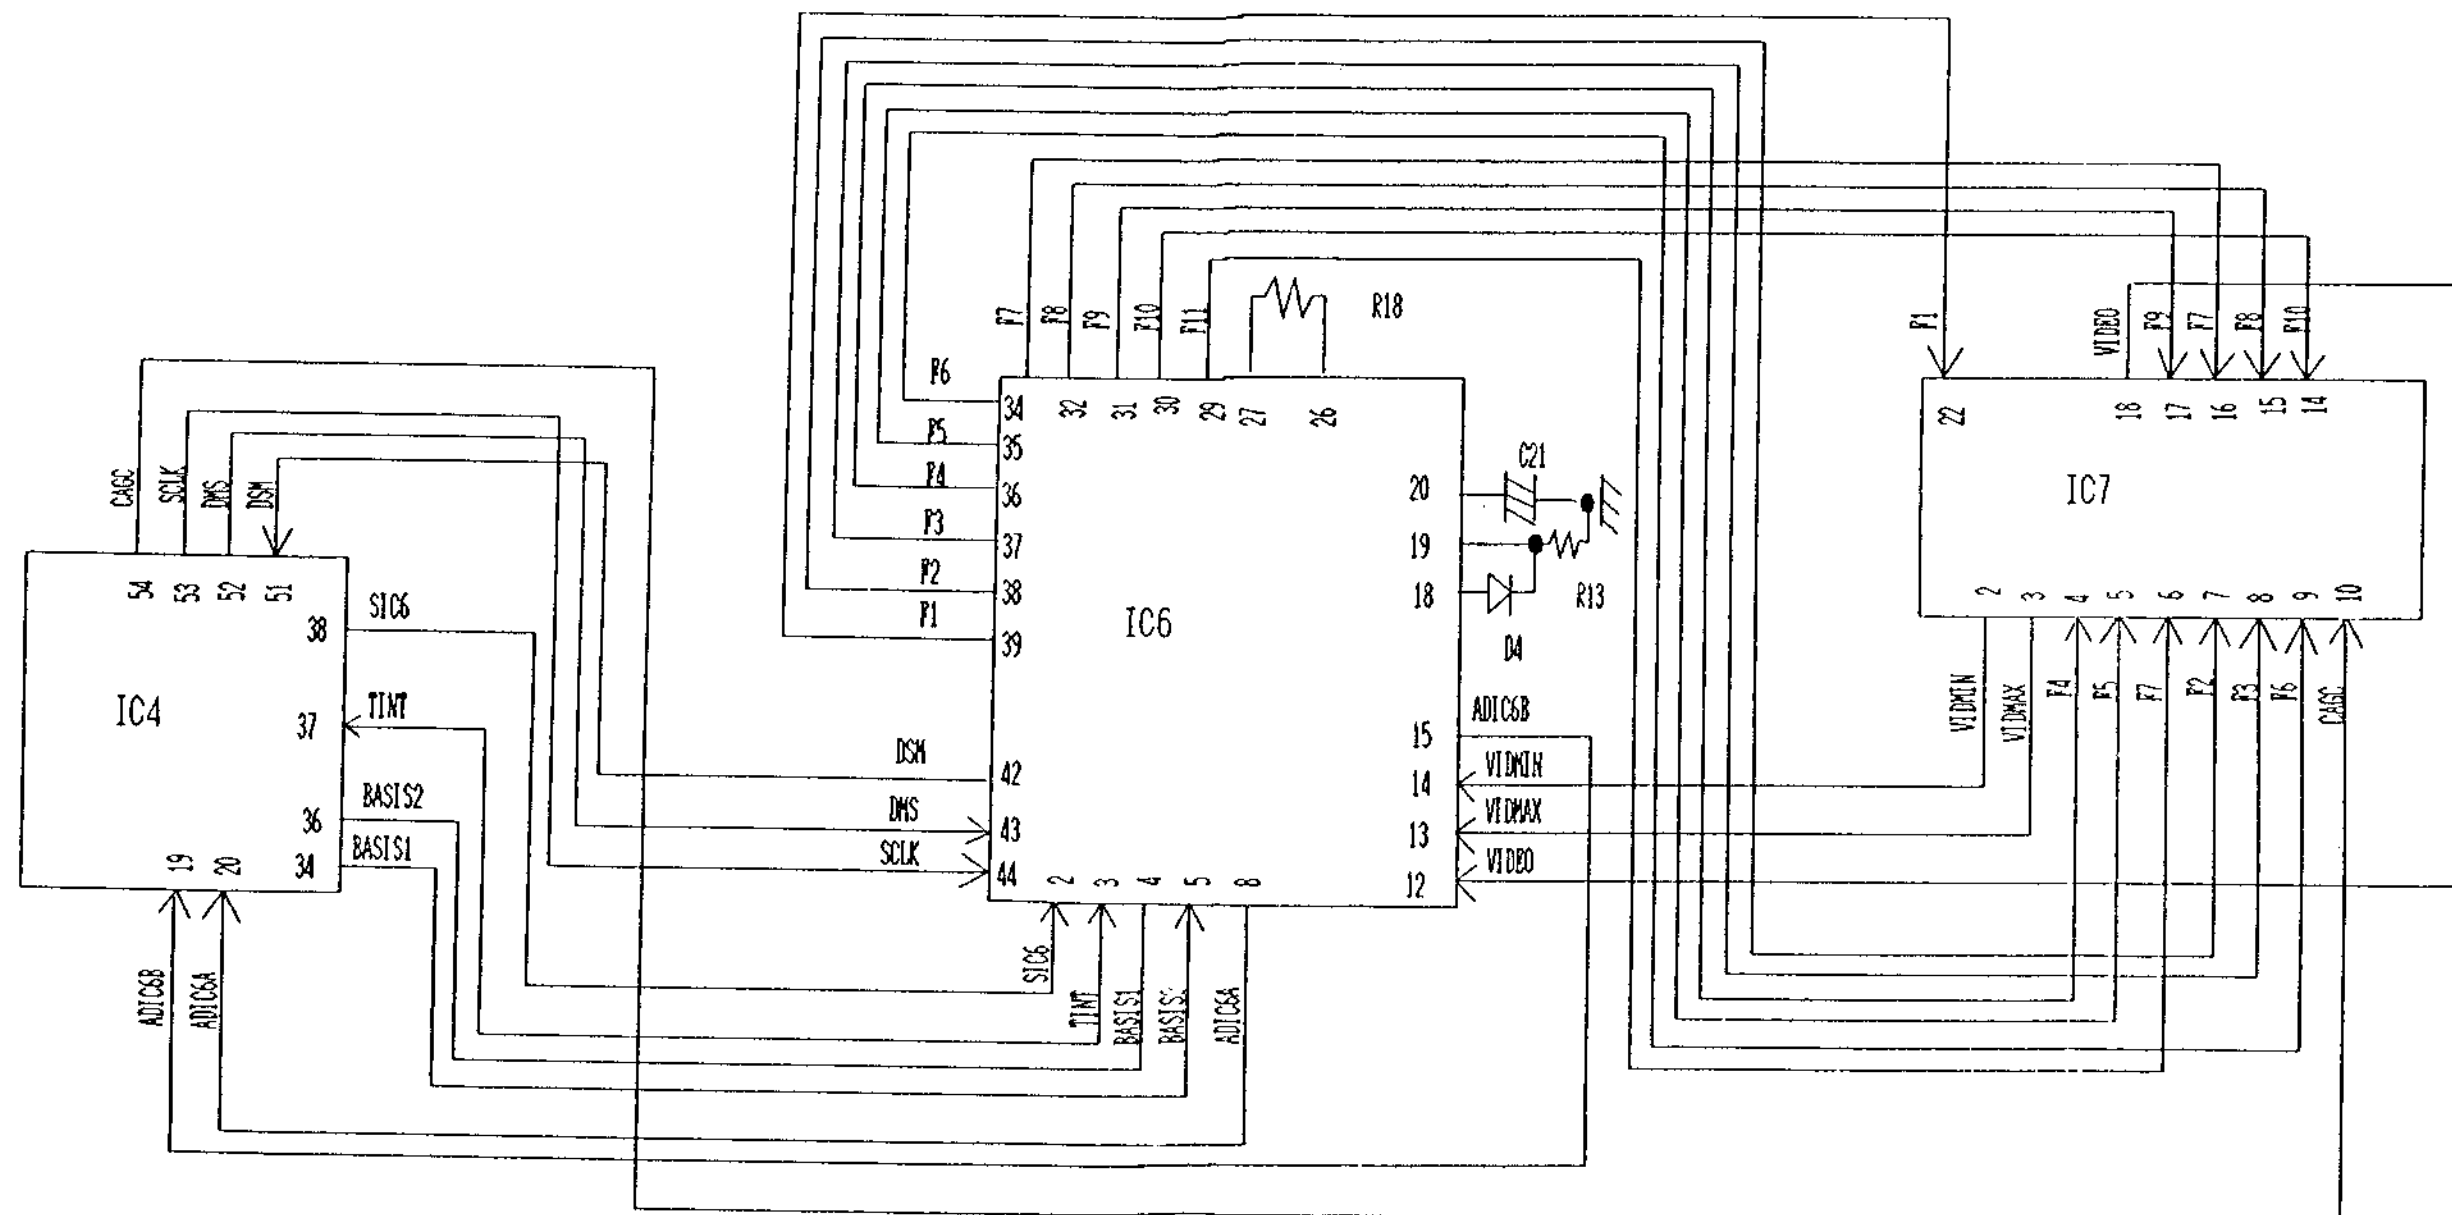 F7
F8
F9
F10
F11
R18
F1
VIDEO
F9
F7
F8
F10
F6
34
32
31
30
29
27
26
22
18
17
16
15
14
F5
35
F4
36
F3
37
F2
38
F1
39
IC6
20
C21
19
18
R13
D4
IC7
2
3
4
5
6
7
8
9
10
CAGC
SCLK
DMS
DSM
54
53
52
51
38
SIC6
IC4
37
TINT
BASIS2
36
BASIS1
34
19
20
DSM
42
DMS
43
SCLK
44
2
3
4
5
8
ADIC6B
15
VIDMIN
14
VIDMAX
13
VIDEO
12
VIDMIN
VIDMAX
F4
F5
F7
F2
F3
F6
CAGC
ADIC6B
ADIC6A
SIC6
TINT
BASIS1
ADIC6A